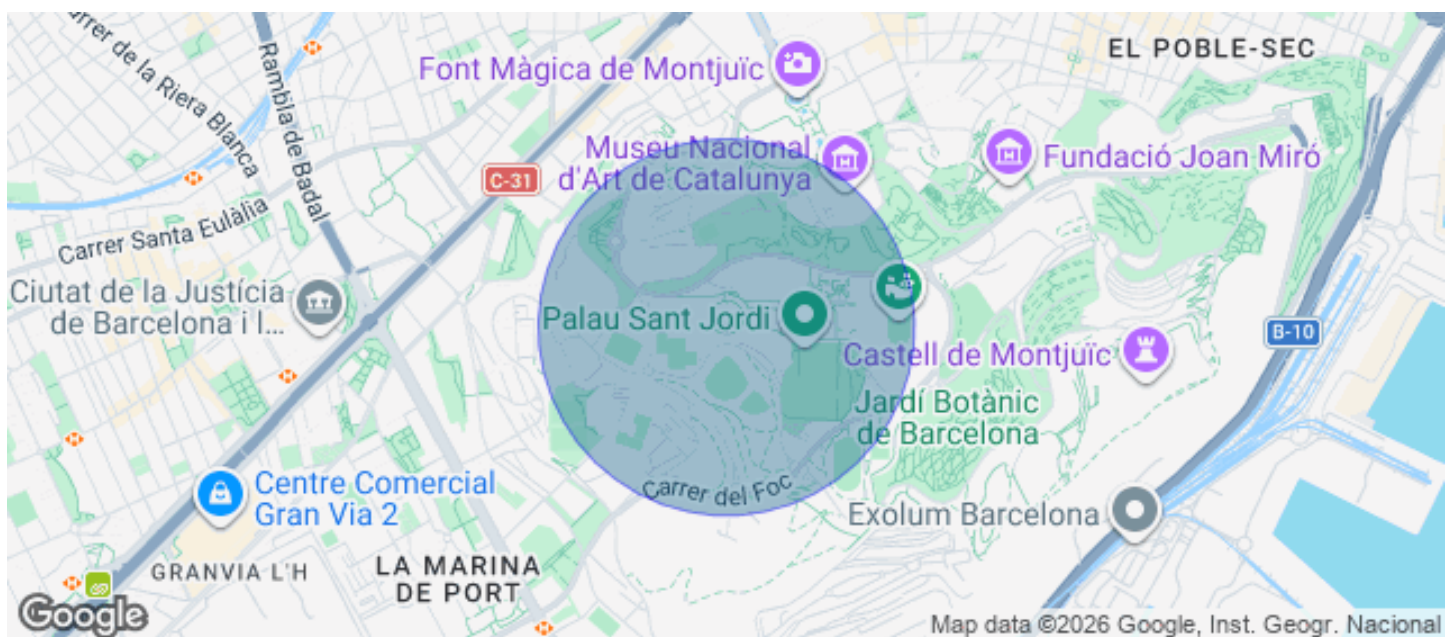 Carrer de la Riera Blanca
Rambla de Badal
Font Màgica de Montjuïc
EL POBLE-SEC
Museu Nacional
d'Art de Catalunya
Fundació Joan Miró
C-31
Carrer Santa Eulàlia
Ciutat de la Justícia
de Barcelona i l...
Palau Sant Jordi
Castell de Montjuïc
B-10
Jardí Botànic
de Barcelona
Centre Comercial
Gran Via 2
Carrer del Foc
Exolum Barcelona
GRANVIA L'H
LA MARINA
DE PORT
Google
Map data ©2026 Google, Inst. Geogr. Nacional